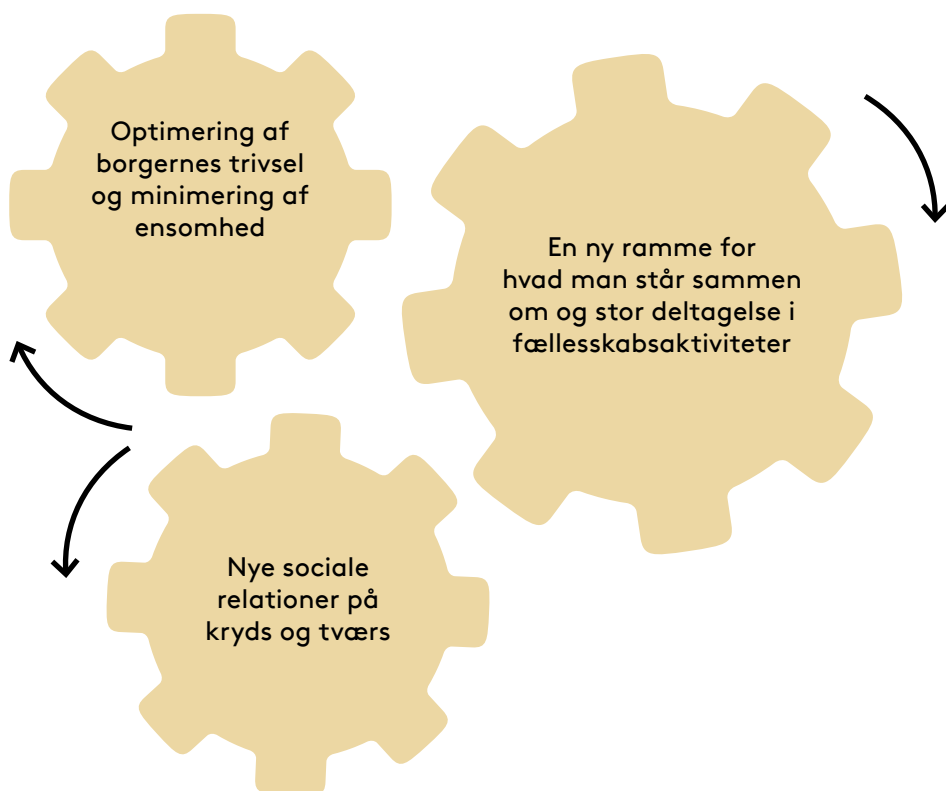 Optimering af
borgernes trivsel
og minimering af
ensomhed
En ny ramme for
hvad man står sammen
om og stor deltagelse i
fællesskabsaktiviteter
Nye sociale
relationer på
kryds og tværs